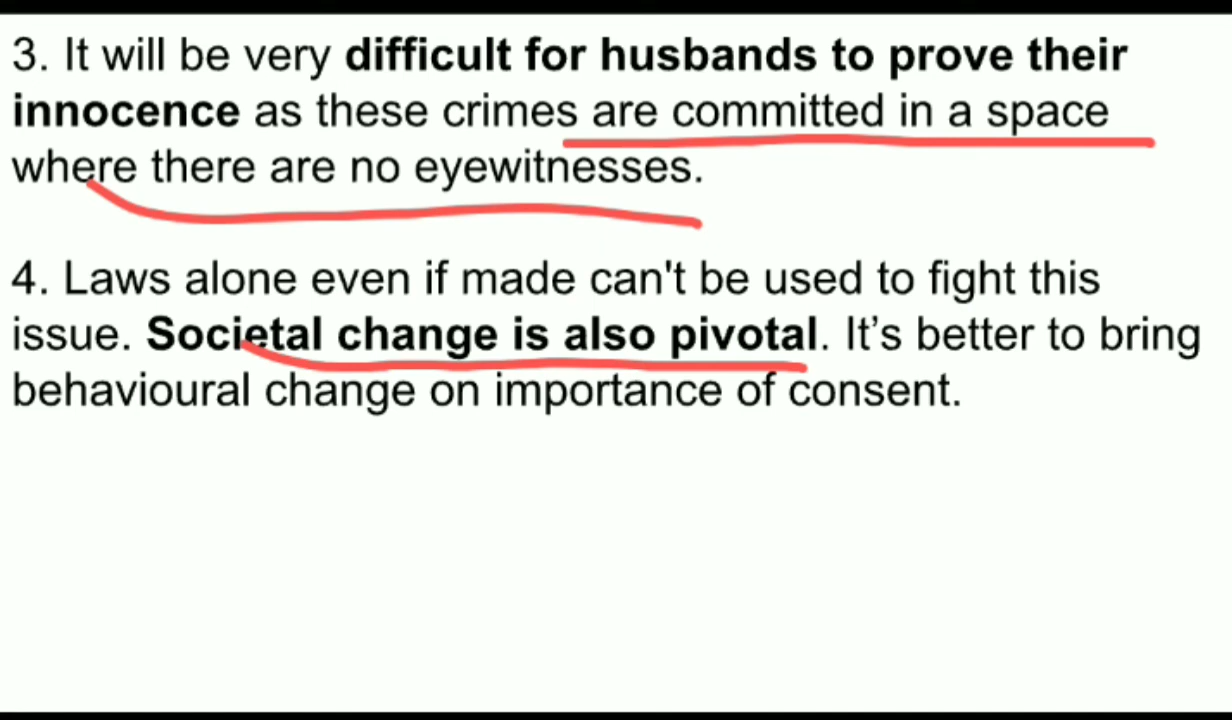 3. It will be very difficult for husbands to prove their
innocence as these crimes are committed in a space
where there are no eyewitnesses.
4. Laws alone even if made can't be used to fight this
issue. Societal change is also pivotal. It’s better to bring
behavioural change on importance of consent.